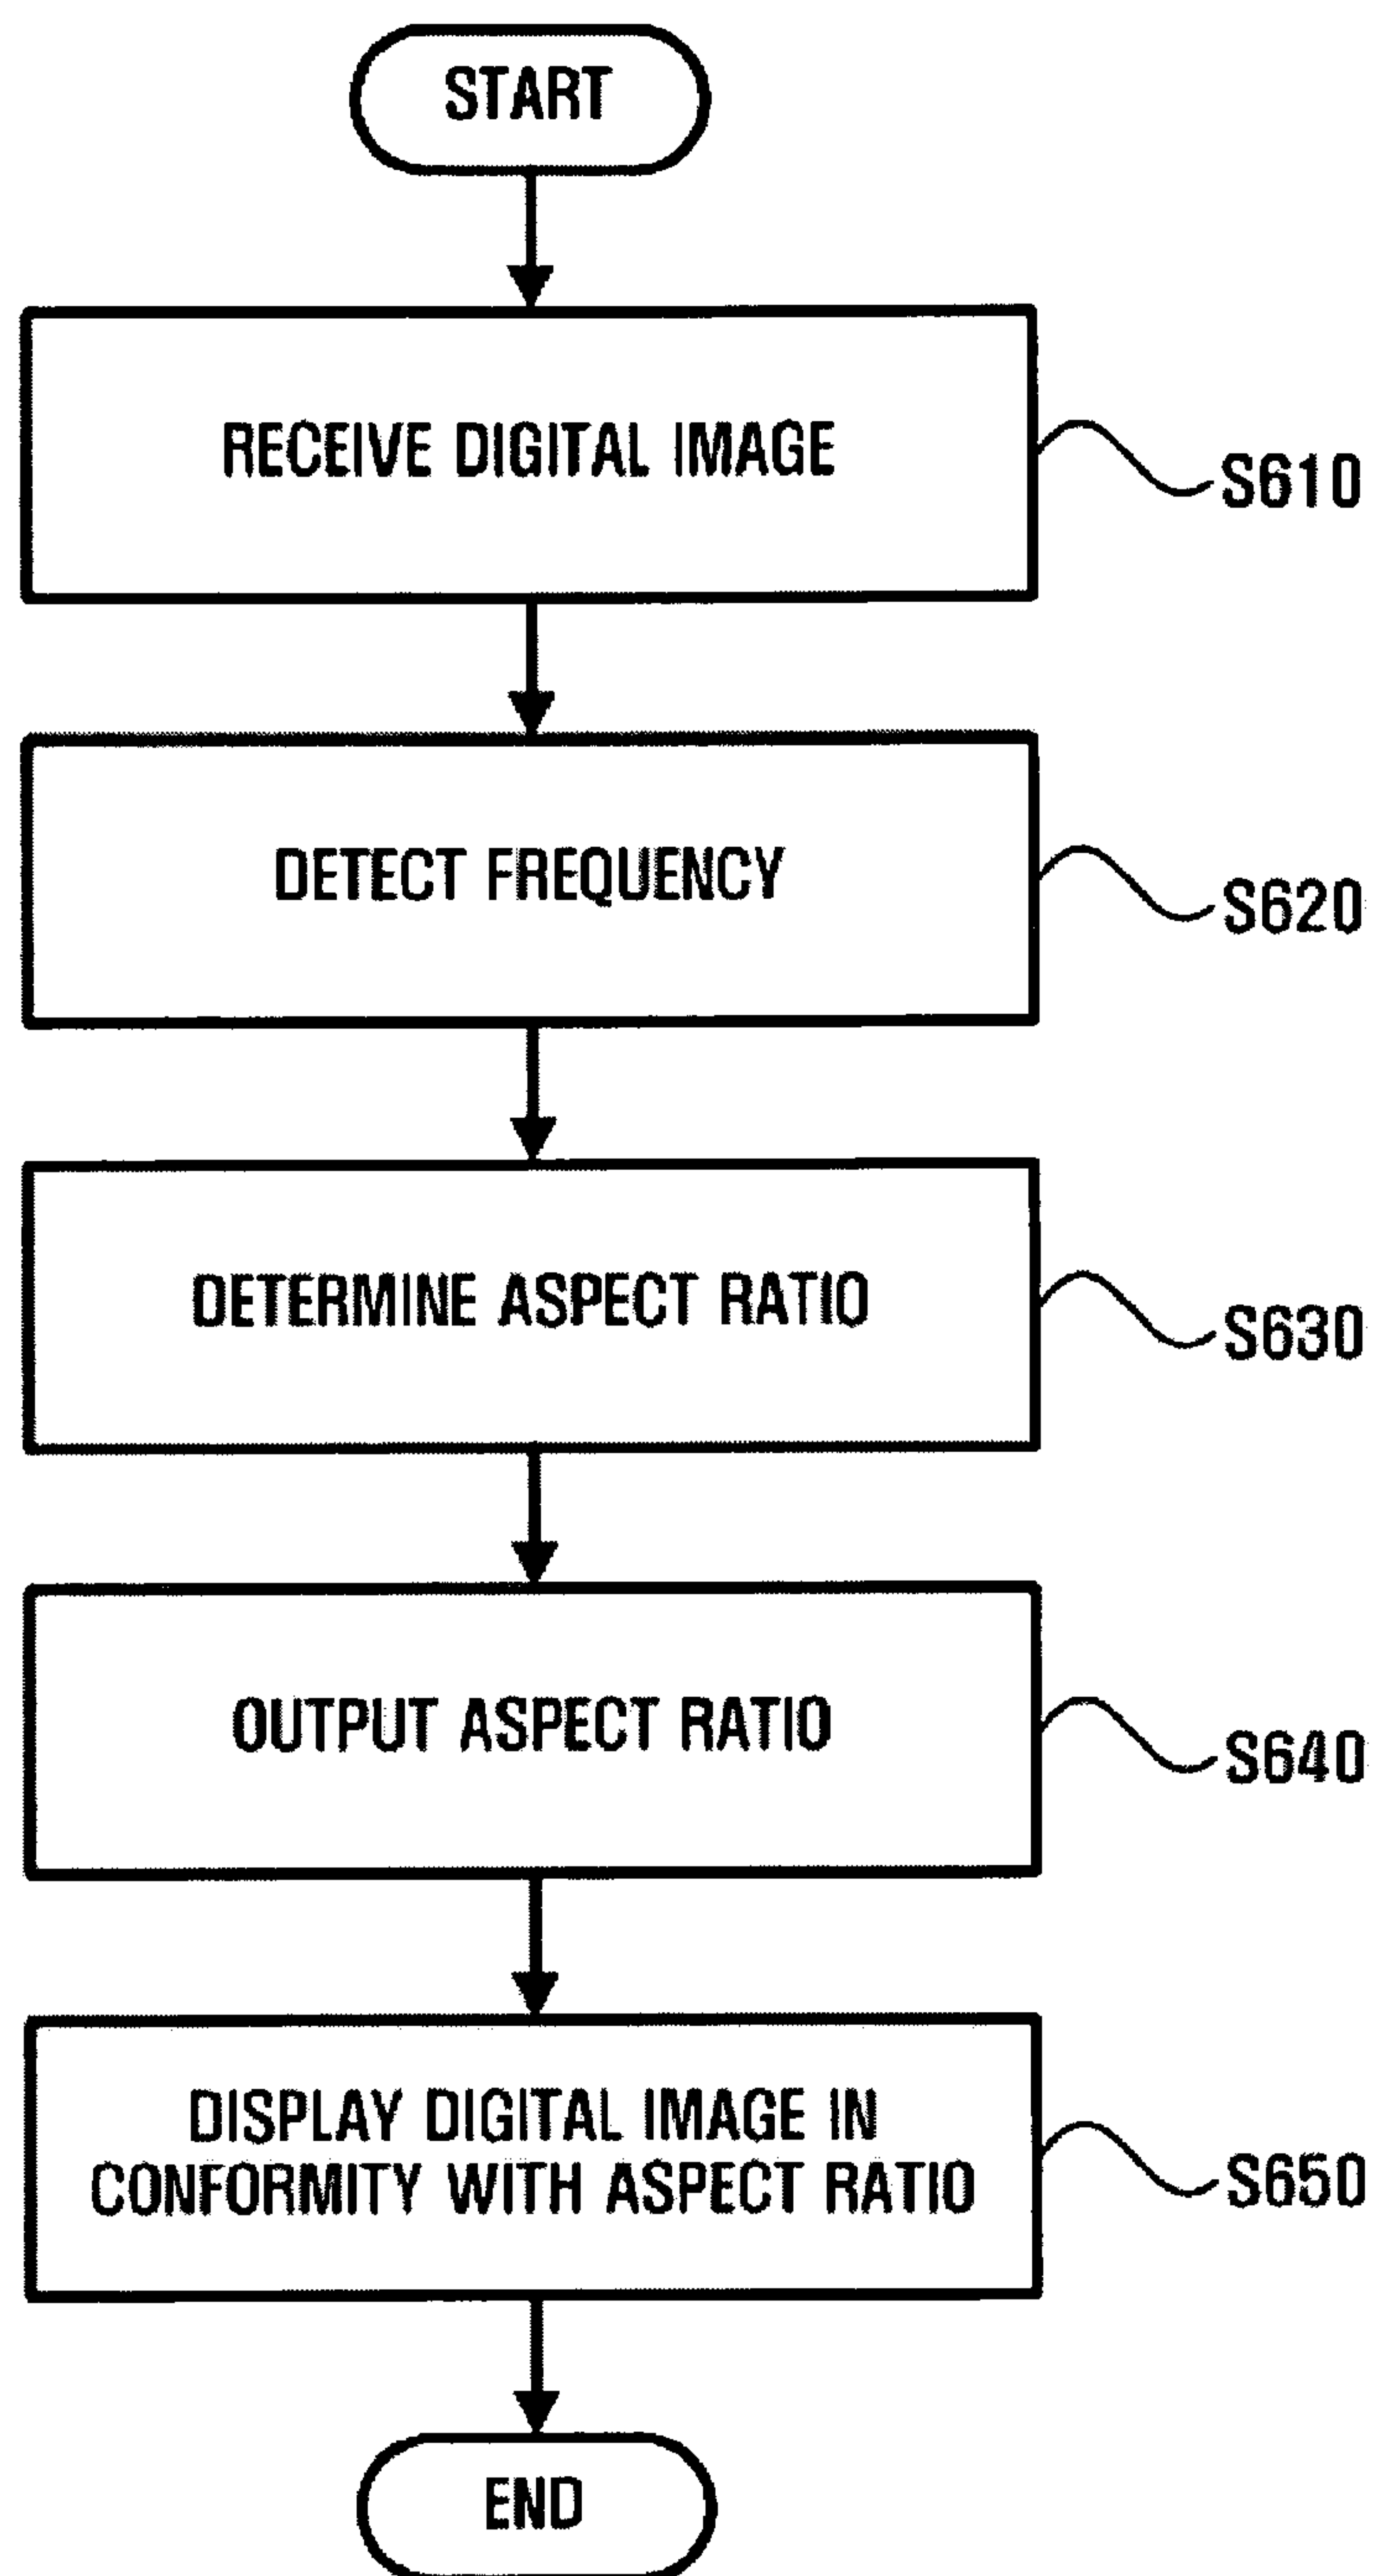 START
RECEIVE DIGITAL IMAGE
S610
DETECT FREQUENCY
S620
DETERMINE ASPECT RATIO
S630
OUTPUT ASPECT RATIO
S640
DISPLAY DIGITAL IMAGE IN
CONFORMITY WITH ASPECT RATIO
S650
END